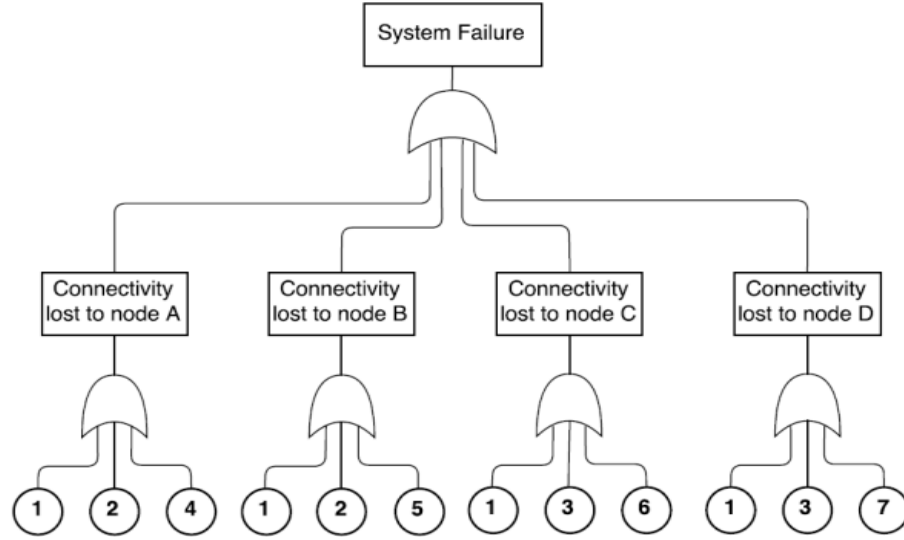 System Failure
Connectivity
lost to node A
Connectivity
lost to node B
Connectivity
lost to node C
Connectivity
lost to node D
1
2
4
1
2
5
1
3
6
1
3
7